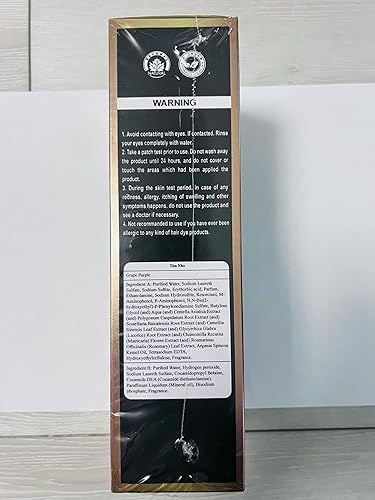 NATURAL
WARNING
1. Avoid contacting with eyes. If contacted. Rinse
your eyes completely with water.
2. Take a patch test prior to use. Do not wash away
the product until 24 hours, and do not cover or
touch the areas which had been applied the
product.
3. During the skin test period, in case of any
redness, allergy, itching of swelling and other
symptoms happens. do not use the product and
see a doctor if necessary.
4. Not recommanded to use if you have ever been
allergic to any kind of hair dye products.
Grape Purple
Ingredient A: Purified Water, Sodium Laureth
Sulfate, Sodium Sulfite, Erythorbic acid, Parfum,
Ethanolamine, Sodium Hydrosulfite, Resorcinol, M-
Aminophenol, P-Aminophenol, N,N-Bis(2-
hydroxyethyl)-P-Phenylenediamine Sulfate, Butylene
Glycol (and) Aqua (and) Centella Asiatica Extract
(and) Polygonum Cuspidatum Root Extract (and)
Scutellaria Baicalensis Root Extract (and) Camellia
Sinensis Leaf Extract (and) Glycyrrhiza Glabra
(Licorice) Root Extract (and) Chamomilla Recutita
(Matricaria) Flower Extract (and) Rosmarinus
Officinalis (Rosemary) Leaf Extract, Argania Spinosa
Kernel Oil, Tetrasodium EDTA,
Hydroxyethylcellulose, Fragrance.
Ingredient B: Purified Water, Hydrogen peroxide,
Sodium Laureth Sulfate, Cocamidopropyl Betaine,
Cocamide DEA (Cocamide diethanolamine).
Paraffinum Liquidum (Mineral oil), Disodium
phosphate, Fragrance.